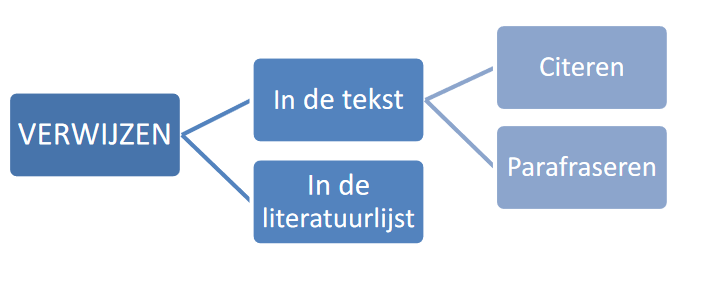 VERWIJZEN
In de tekst
In de
literatuurlijst
Citeren
Parafraseren